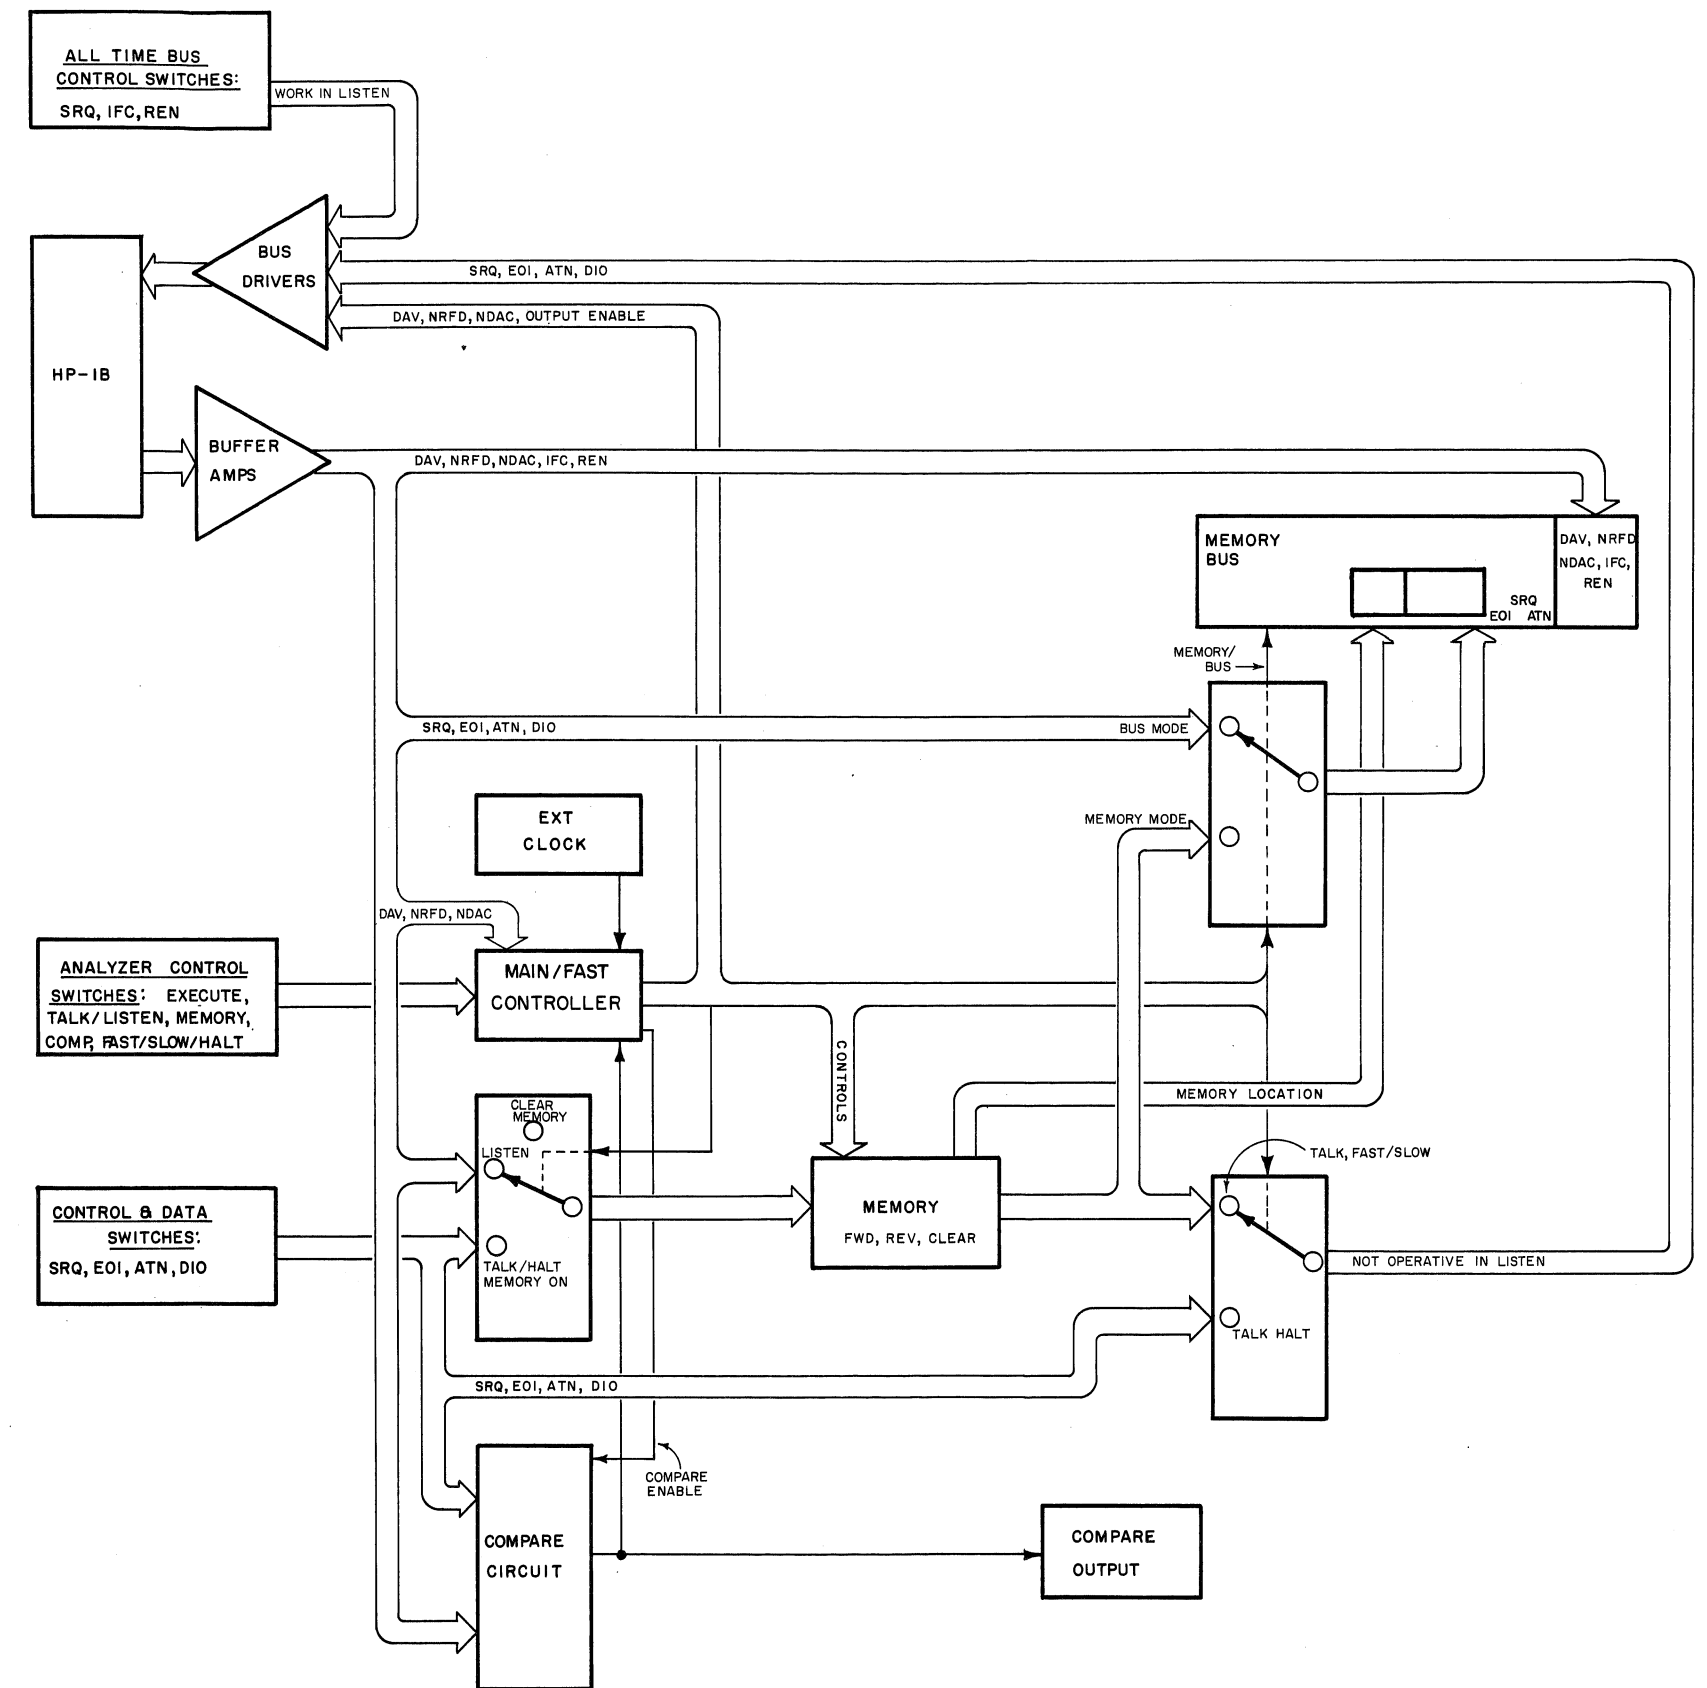 ALL TIME BUS
CONTROL SWITCHES:
SRQ, IFC, REN
WORK IN LISTEN
BUS
DRIVERS
SRQ, EOI, ATN, DIO
DAV, NRFD, NDAC, OUTPUT ENABLE
HP-IB
BUFFER
AMPS
DAV, NRFD, NDAC, IFC, REN
MEMORY
BUS
DAV, NRFD
NDAC, IFC,
REN
SRQ
EOI ATN
MEMORY/
BUS
SRQ, EOI, ATN, DIO
BUS MODE
EXT
CLOCK
MEMORY MODE
DAV, NRFD, NDAC
ANALYZER CONTROL
SWITCHES: EXECUTE,
TALK/LISTEN, MEMORY,
COMP, FAST/SLOW/HALT
MAIN/FAST
CONTROLLER
CONTROLS
MEMORY LOCATION
CLEAR
MEMORY
LISTEN
TALK/HALT
MEMORY ON
TALK, FAST/SLOW
CONTROL & DATA
SWITCHES:
SRQ, EOI, ATN, DIO
MEMORY
FWD, REV, CLEAR
NOT OPERATIVE IN LISTEN
TALK HALT
SRQ, EOI, ATN, DIO
COMPARE
ENABLE
COMPARE
CIRCUIT
COMPARE
OUTPUT